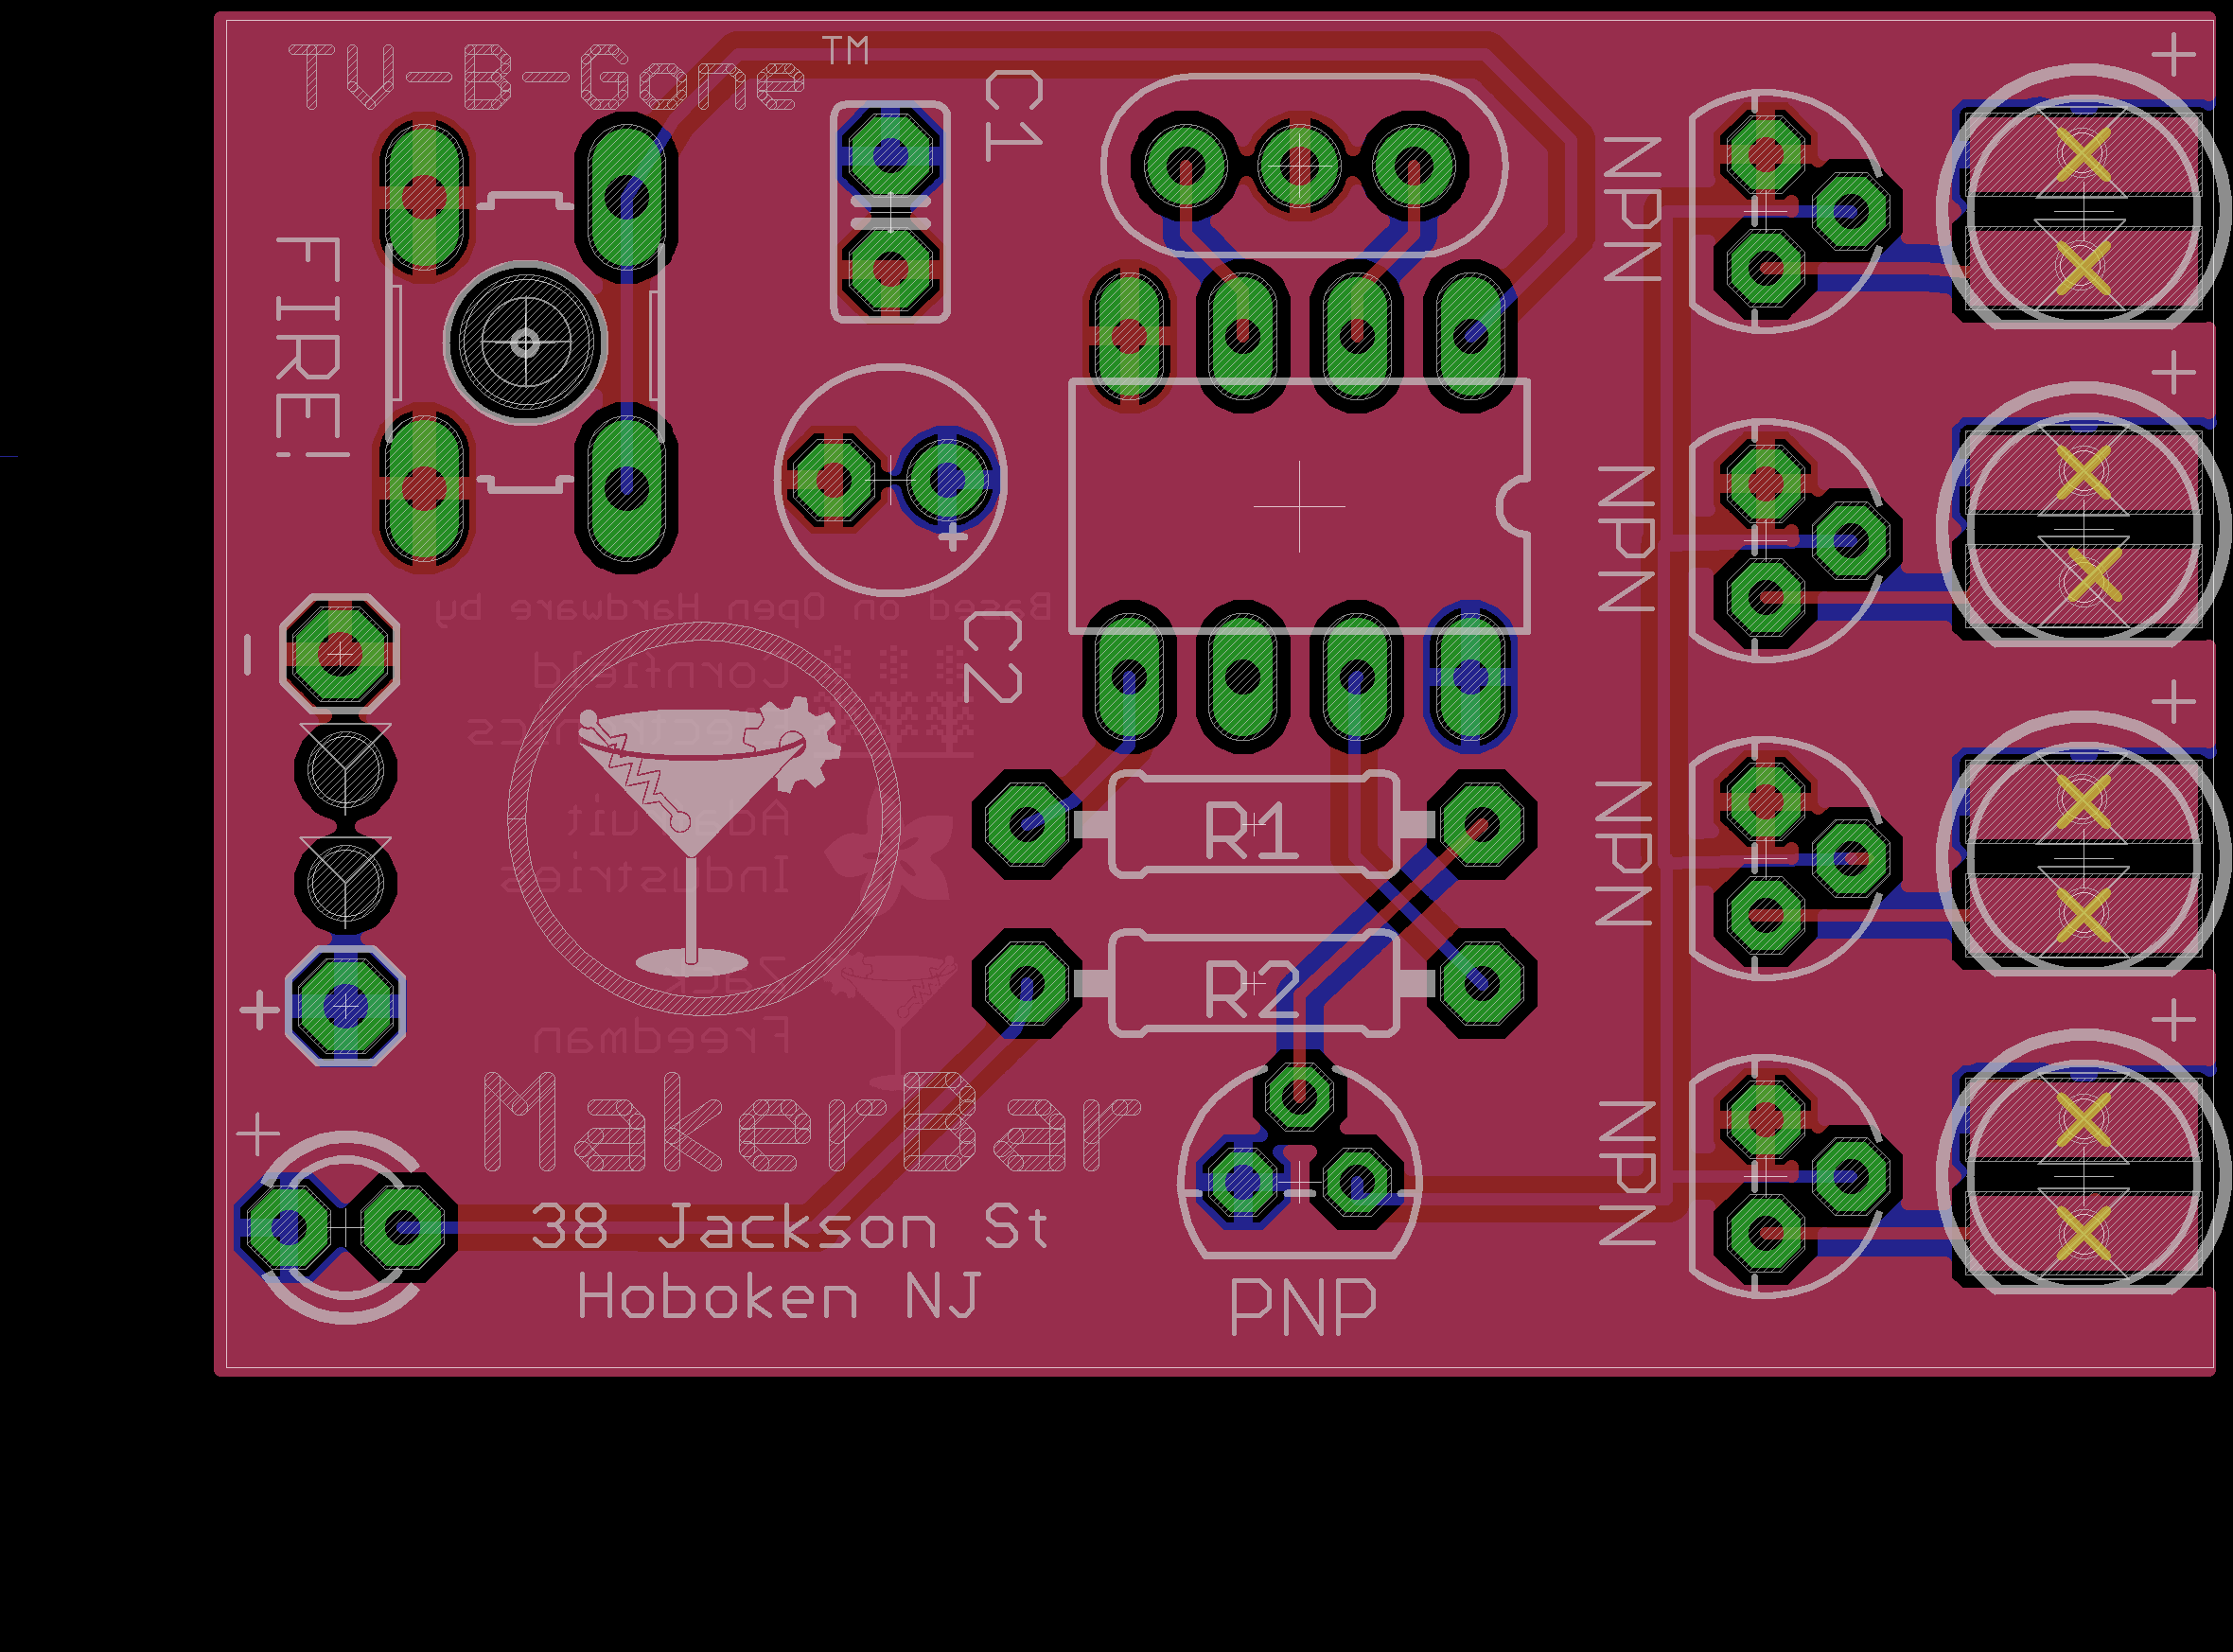 TV-B-Gone™
C1
FIRE!
NPN
NPN
Based on Open Hardware by
C2
Cornfield
Electronics
R1
NPN
Adafruit
Industries
R2
Zack
Freedman
MakerBar
NPN
38 Jackson St
Hoboken NJ
PNP